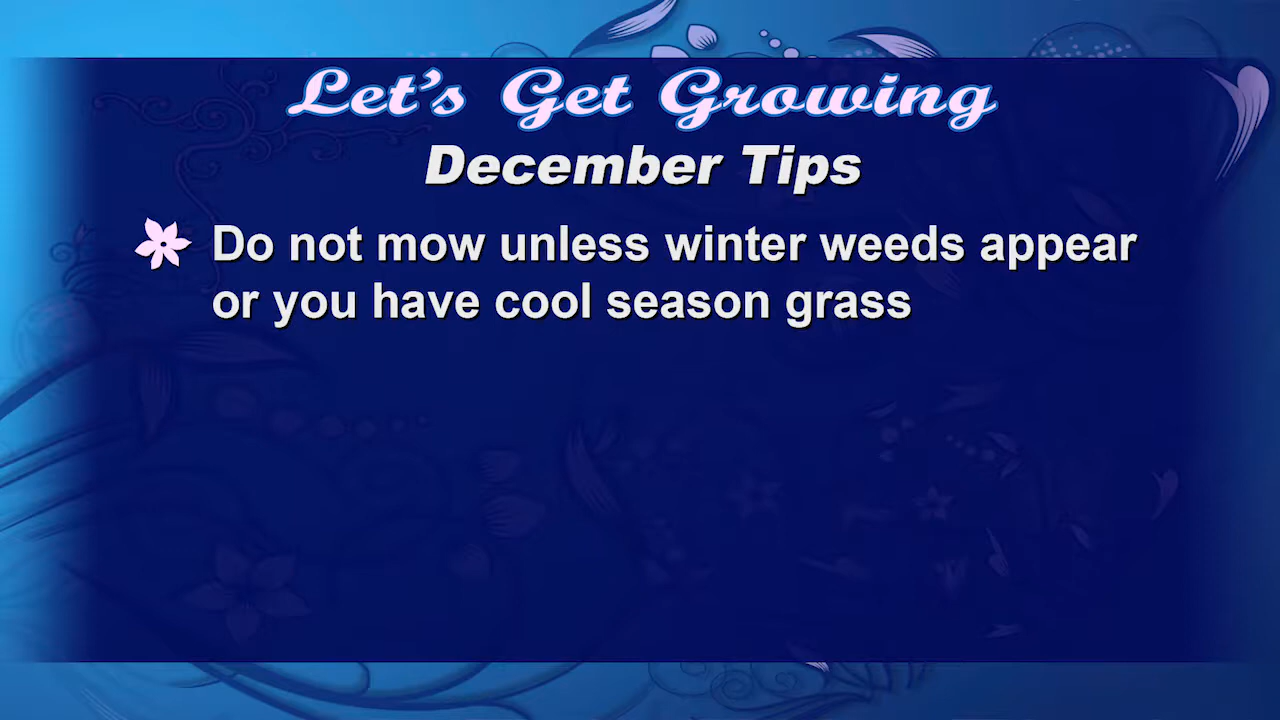 Let's Get Growing
December Tips
Do not mow unless winter weeds appear
or you have cool season grass